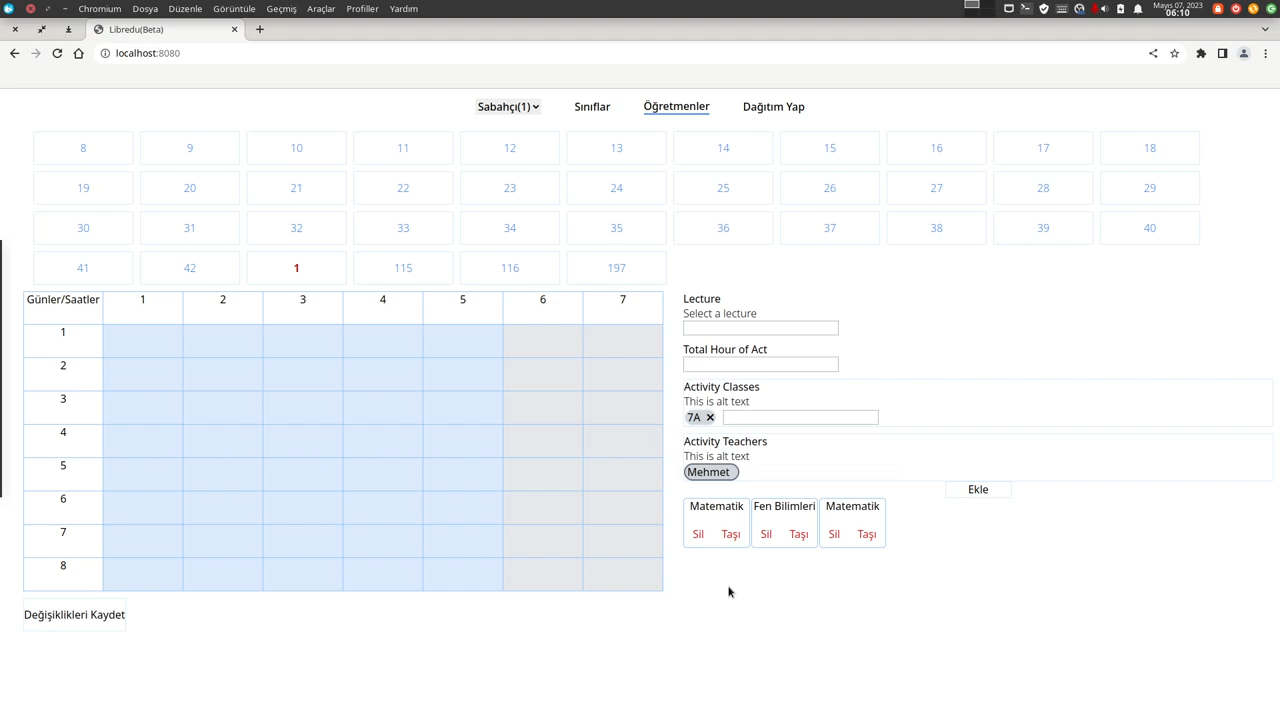 Chromium Dosya Düzenle Görüntüle Geçmiş Araçlar Profiller Yardım
Mayıs 07, 2023
06:10
Libredu(Beta)
localhost:8080
Sabahçı(1) Sınıflar Öğretmenler Dağıtım Yap
8 9 10 11 12 13 14 15 16 17 18
19 20 21 22 23 24 25 26 27 28 29
30 31 32 33 34 35 36 37 38 39 40
41 42 1 115 116 197
Günler/Saatler 1 2 3 4 5 6 7
1
2
3
4
5
6
7
8
Değişiklikleri Kaydet
Lecture
Select a lecture
Total Hour of Act
Activity Classes
This is alt text
7A
Activity Teachers
This is alt text
Mehmet
Ekle
Matematik Fen Bilimleri Matematik
Sil Taşı Sil Taşı Sil Taşı